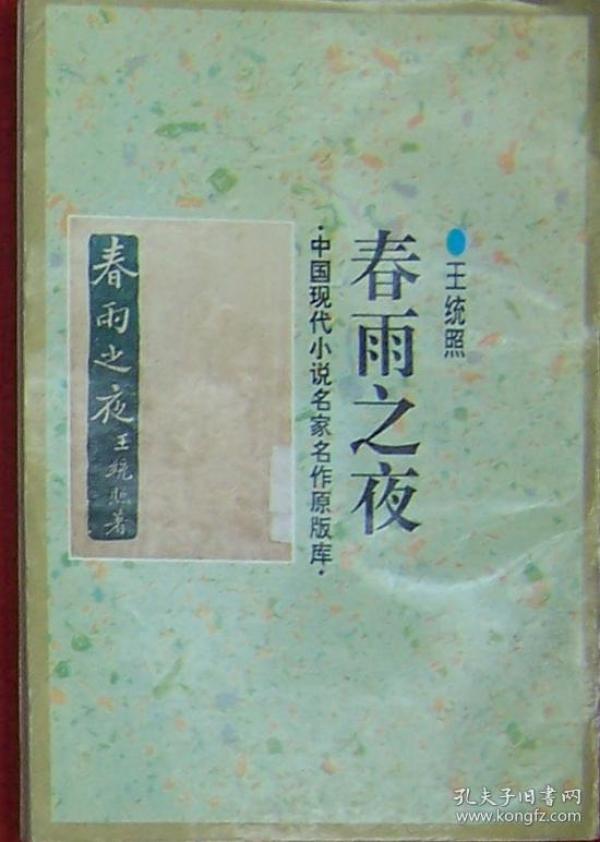 王统照
春雨之夜
·中国现代小说名家名作原版库·
春雨之夜 王统照著
孔夫子旧书网
www.kongfz.com